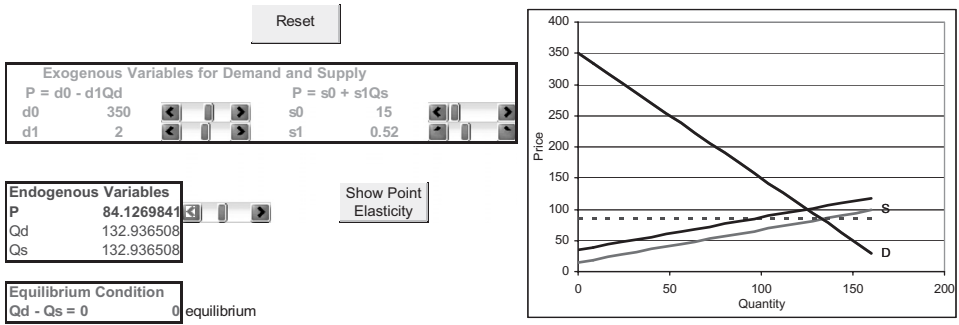 Reset
Exogenous Variables for Demand and Supply
P = d0 - d1Qd P = s0 + s1Qs
d0 350 s0 15
d1 2 s1 0.52
Endogenous Variables
P 84.1269841
Qd 132.936508
Qs 132.936508
Show Point
Elasticity
Equilibrium Condition
Qd - Qs = 0 0 equilibrium
400
350
300
250
200
150
100
50
0
Price
S
D
0 50 100 150 200
Quantity